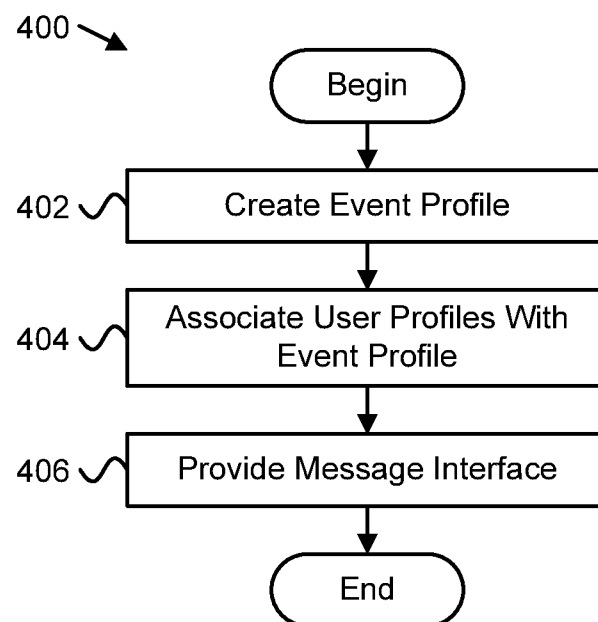 400
Begin
402
Create Event Profile
404
Associate User Profiles With
Event Profile
406
Provide Message Interface
End